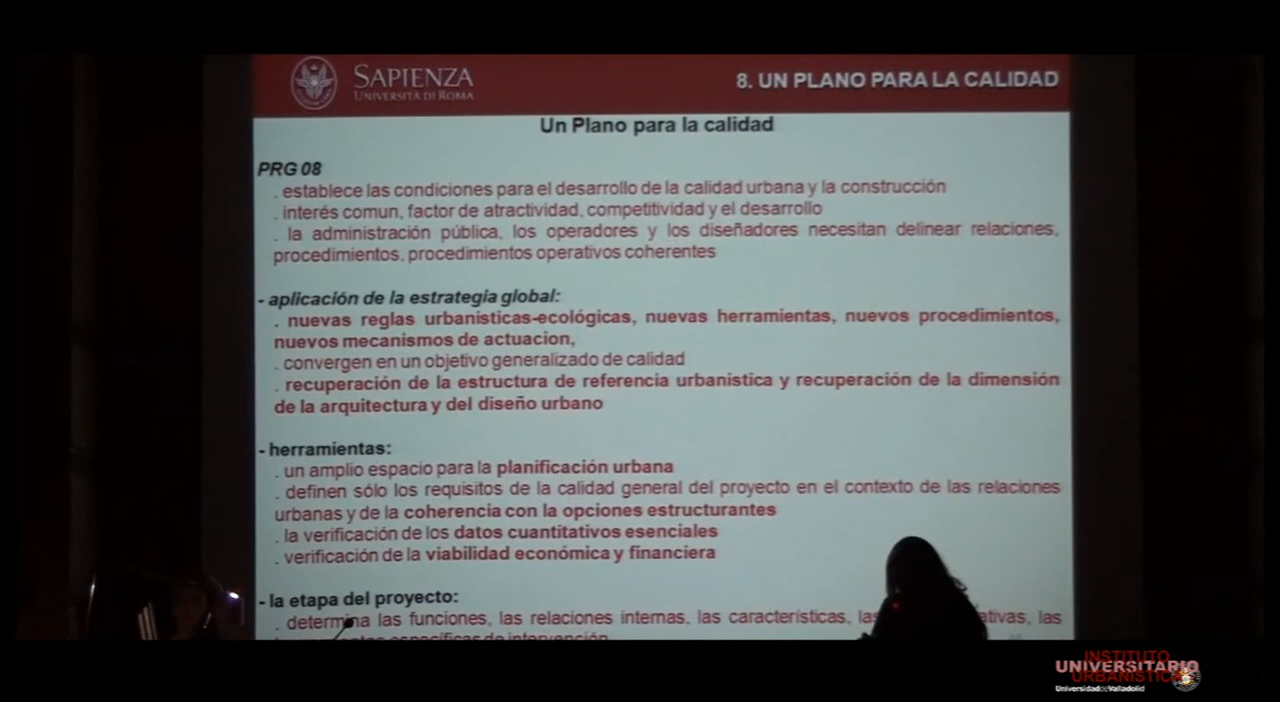 SAPIENZA
UNIVERSITÀ DI ROMA
8. UN PLANO PARA LA CALIDAD
Un Plano para la calidad
PRG 08
. establece las condiciones para el desarrollo de la calidad urbana y la construcción
. interés comun, factor de atractividad, competitividad y el desarrollo
. la administración pública, los operadores y los diseñadores necesitan delinear relaciones,
procedimientos, procedimientos operativos coherentes
- aplicación de la estrategia global:
. nuevas reglas urbanisticas-ecológicas, nuevas herramientas, nuevos procedimientos,
nuevos mecanismos de actuacion,
. convergen en un objetivo generalizado de calidad
. recuperación de la estructura de referencia urbanistica y recuperación de la dimensión
de la arquitectura y del diseño urbano
- herramientas:
. un amplio espacio para la planificación urbana
. definen sólo los requisitos de la calidad general del proyecto en el contexto de las relaciones
urbanas y de la coherencia con la opciones estructurantes
. la verificación de los datos cuantitativos esenciales
. verificación de la viabilidad económica y financiera
- la etapa del proyecto:
. determina las funciones, las relaciones internas, las características, las
las
específicas de intervención
INSTITUTO
UNIVERSITARIO
URBANÍSTICA
Universidad de Valladolid